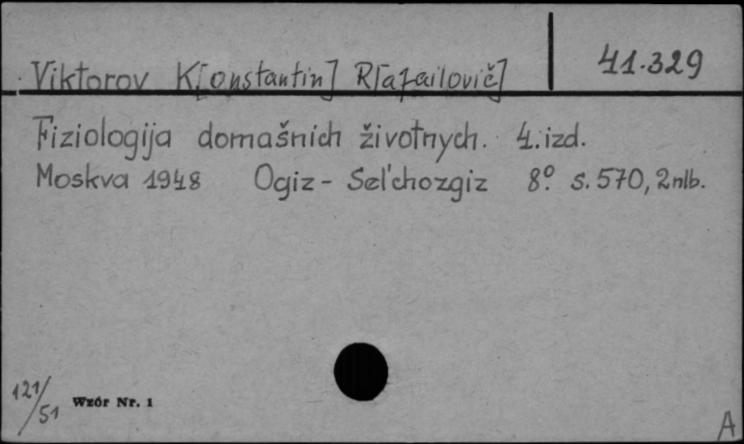 41.329
Viktorov K[onstantin] R[afailovič]
Fiziologija domašnich životnych. 4. izd.
Moskva 1948 Ogiz - Sel'chozgiz 8° s. 570, 2nlb.
121/51 Wzór Nr. 1
A